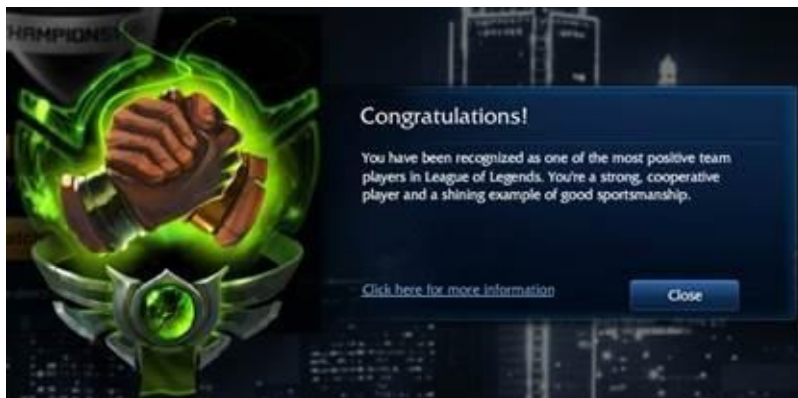 CHAMPIONS
Congratulations!
You have been recognized as one of the most positive team
players in League of Legends. You're a strong, cooperative
player and a shining example of good sportsmanship.
Click here for more information
Close